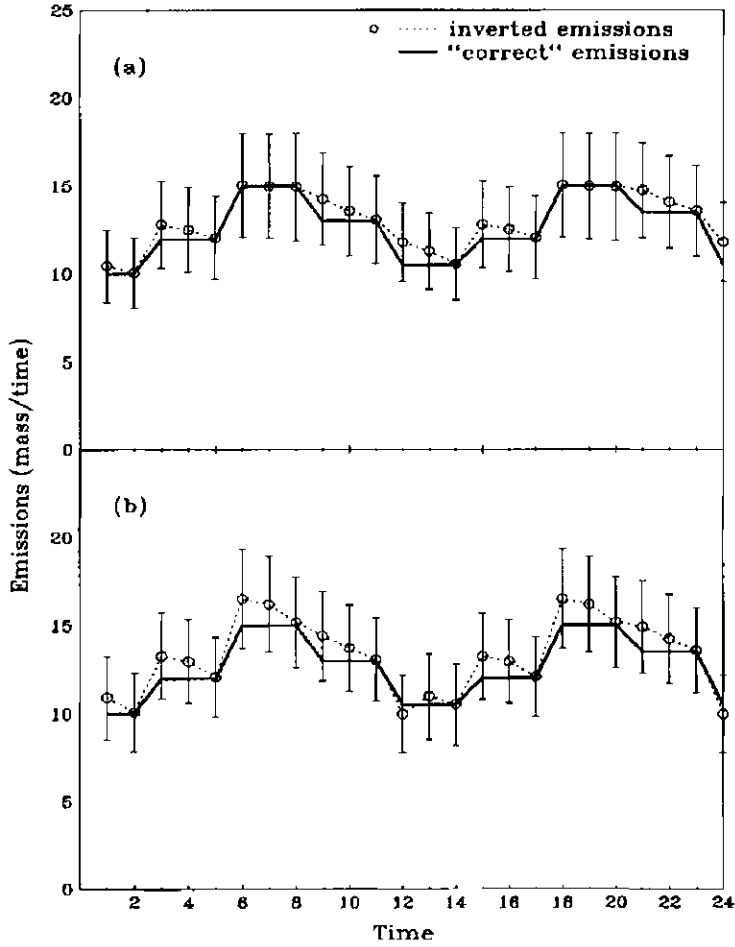 25
inverted emissions
"correct" emissions
(a)
20
15
10
5
0
(b)
20
15
10
5
0
2 4 6 8 10 12 14 16 18 20 22 24
Time
Emissions (mass/time)